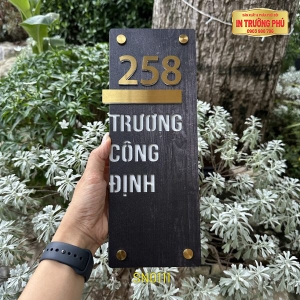 IN TRƯỜNG PHÚ
258
TRƯƠNG
CÔNG
ĐỊNH